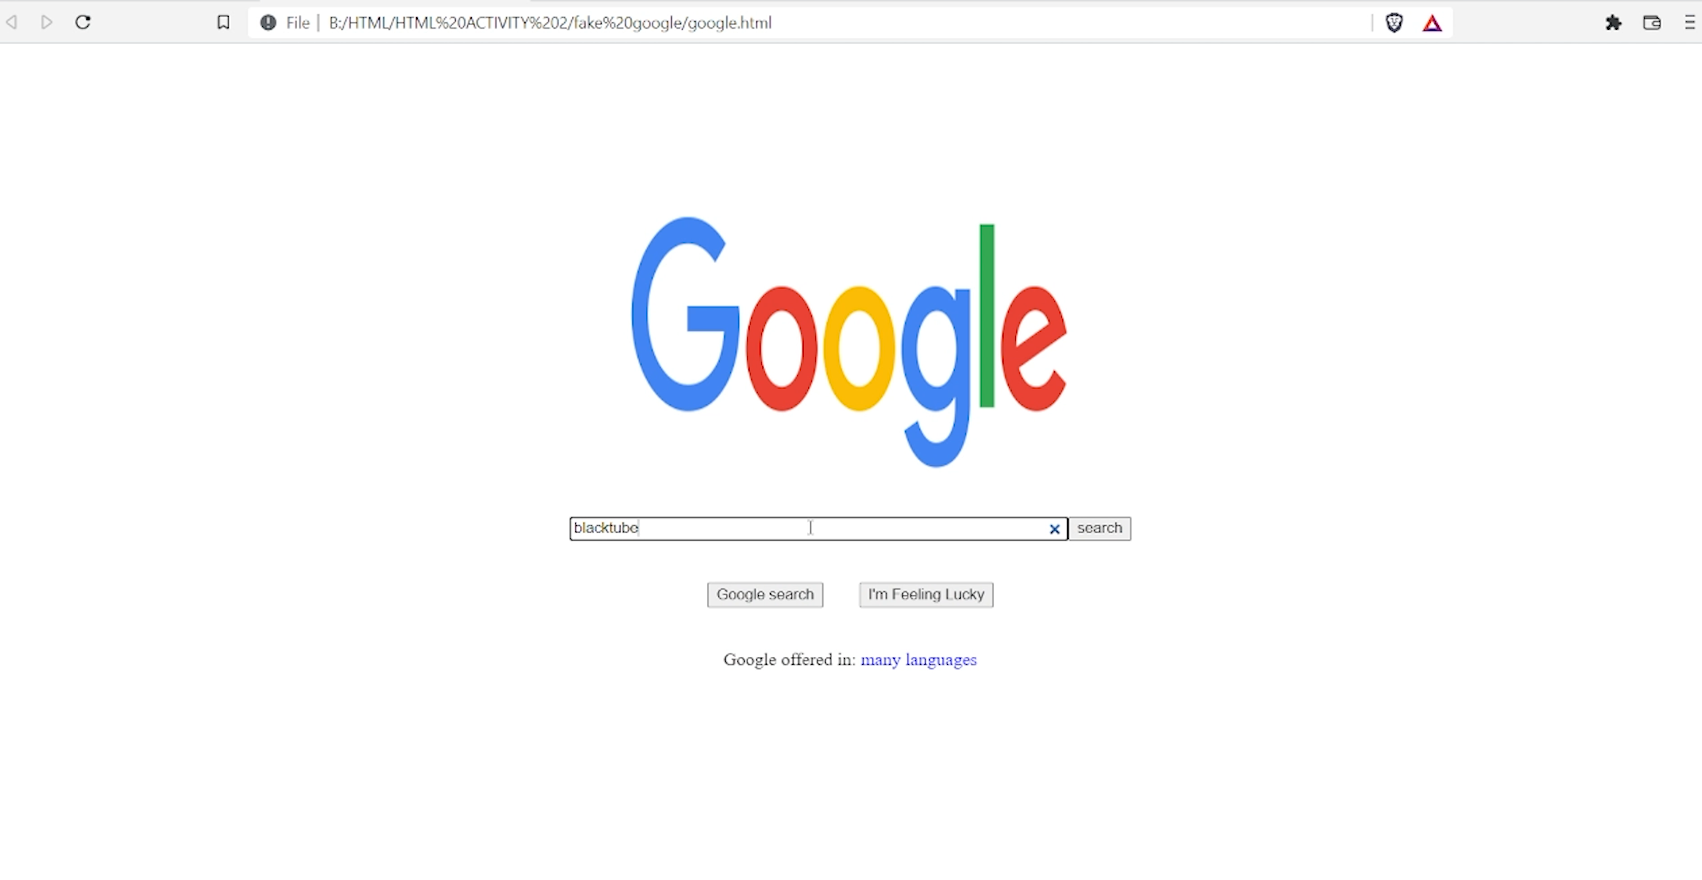 File | B:/HTML/HTML%20ACTIVITY%202/fake%20google/google.html
Google
blacktube search
Google search I'm Feeling Lucky
Google offered in: many languages